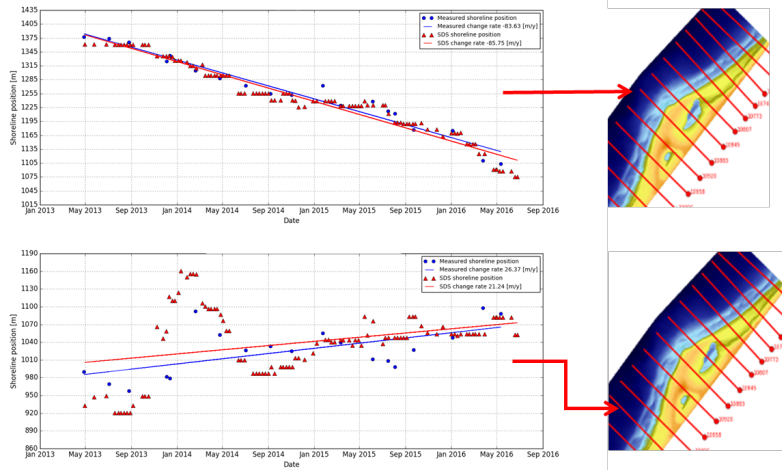 1435
1405
1375
1345
1315
1285
1255
1225
1195
1165
1135
1105
1075
1045
1015
Shoreline position [m]
Measured shoreline position
Measured change rate -83.63 [m/y]
SDS shoreline position
SDS change rate -85.75 [m/y]
Jan 2013 May 2013 Sep 2013 Jan 2014 May 2014 Sep 2014 Jan 2015 May 2015 Sep 2015 Jan 2016 May 2016 Sep 2016
Date
10772
10807
10845
10883
10920
10958
1190
1160
1130
1100
1070
1040
1010
980
950
920
890
860
Shoreline position [m]
Measured shoreline position
Measured change rate 26.37 [m/y]
SDS shoreline position
SDS change rate 21.24 [m/y]
Jan 2013 May 2013 Sep 2013 Jan 2014 May 2014 Sep 2014 Jan 2015 May 2015 Sep 2015 Jan 2016 May 2016 Sep 2016
Date
10772
10807
10845
10883
10920
10958